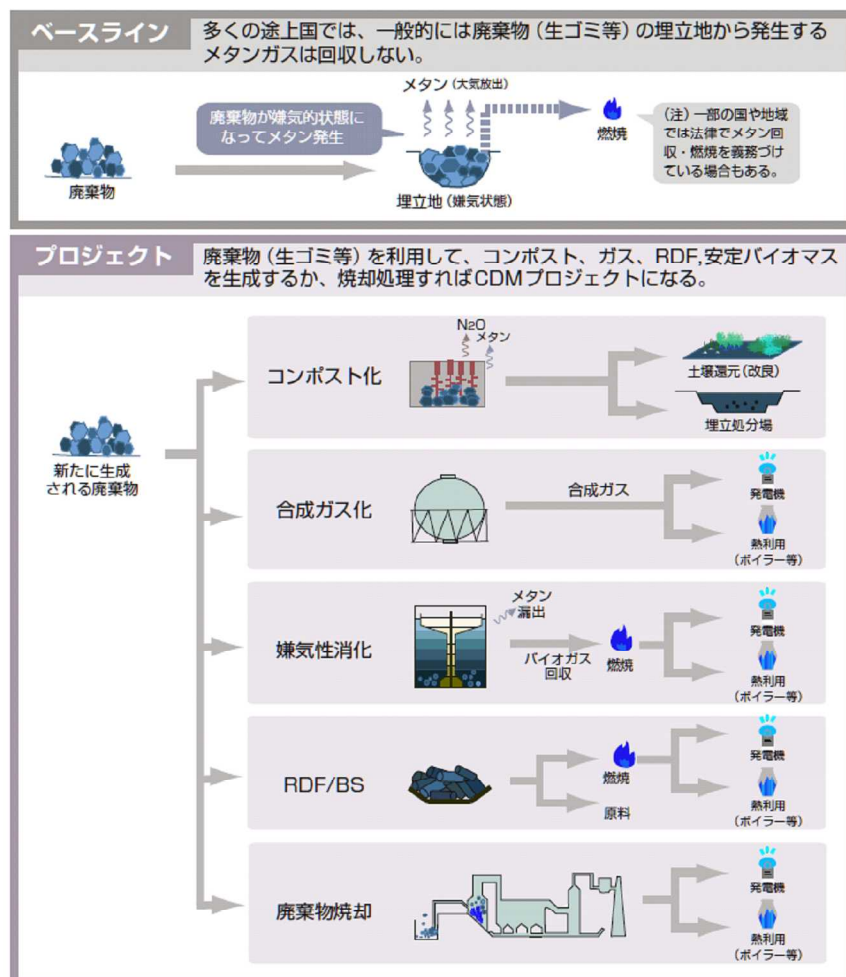 ベースライン
多くの途上国では、一般的には廃棄物（生ゴミ等）の埋立地から発生する
メタンガスは回収しない。
メタン（大気放出）
廃棄物が嫌気的状態に
なってメタン発生
燃焼
（注）一部の国や地域
では法律でメタン回
収・燃焼を義務づけ
ている場合もある。
廃棄物
埋立地（嫌気状態）
プロジェクト
廃棄物（生ゴミ等）を利用して、コンポスト、ガス、RDF,安定バイオマス
を生成するか、焼却処理すればCDMプロジェクトになる。
新たに生成
される廃棄物
コンポスト化
N2O
メタン
土壌還元（改良）
埋立処分場
合成ガス化
合成ガス
発電機
熱利用
（ボイラー等）
嫌気性消化
メタン
漏出
バイオガス
回収
燃焼
発電機
熱利用
（ボイラー等）
RDF/BS
燃焼
原料
発電機
熱利用
（ボイラー等）
廃棄物焼却
発電機
熱利用
（ボイラー等）